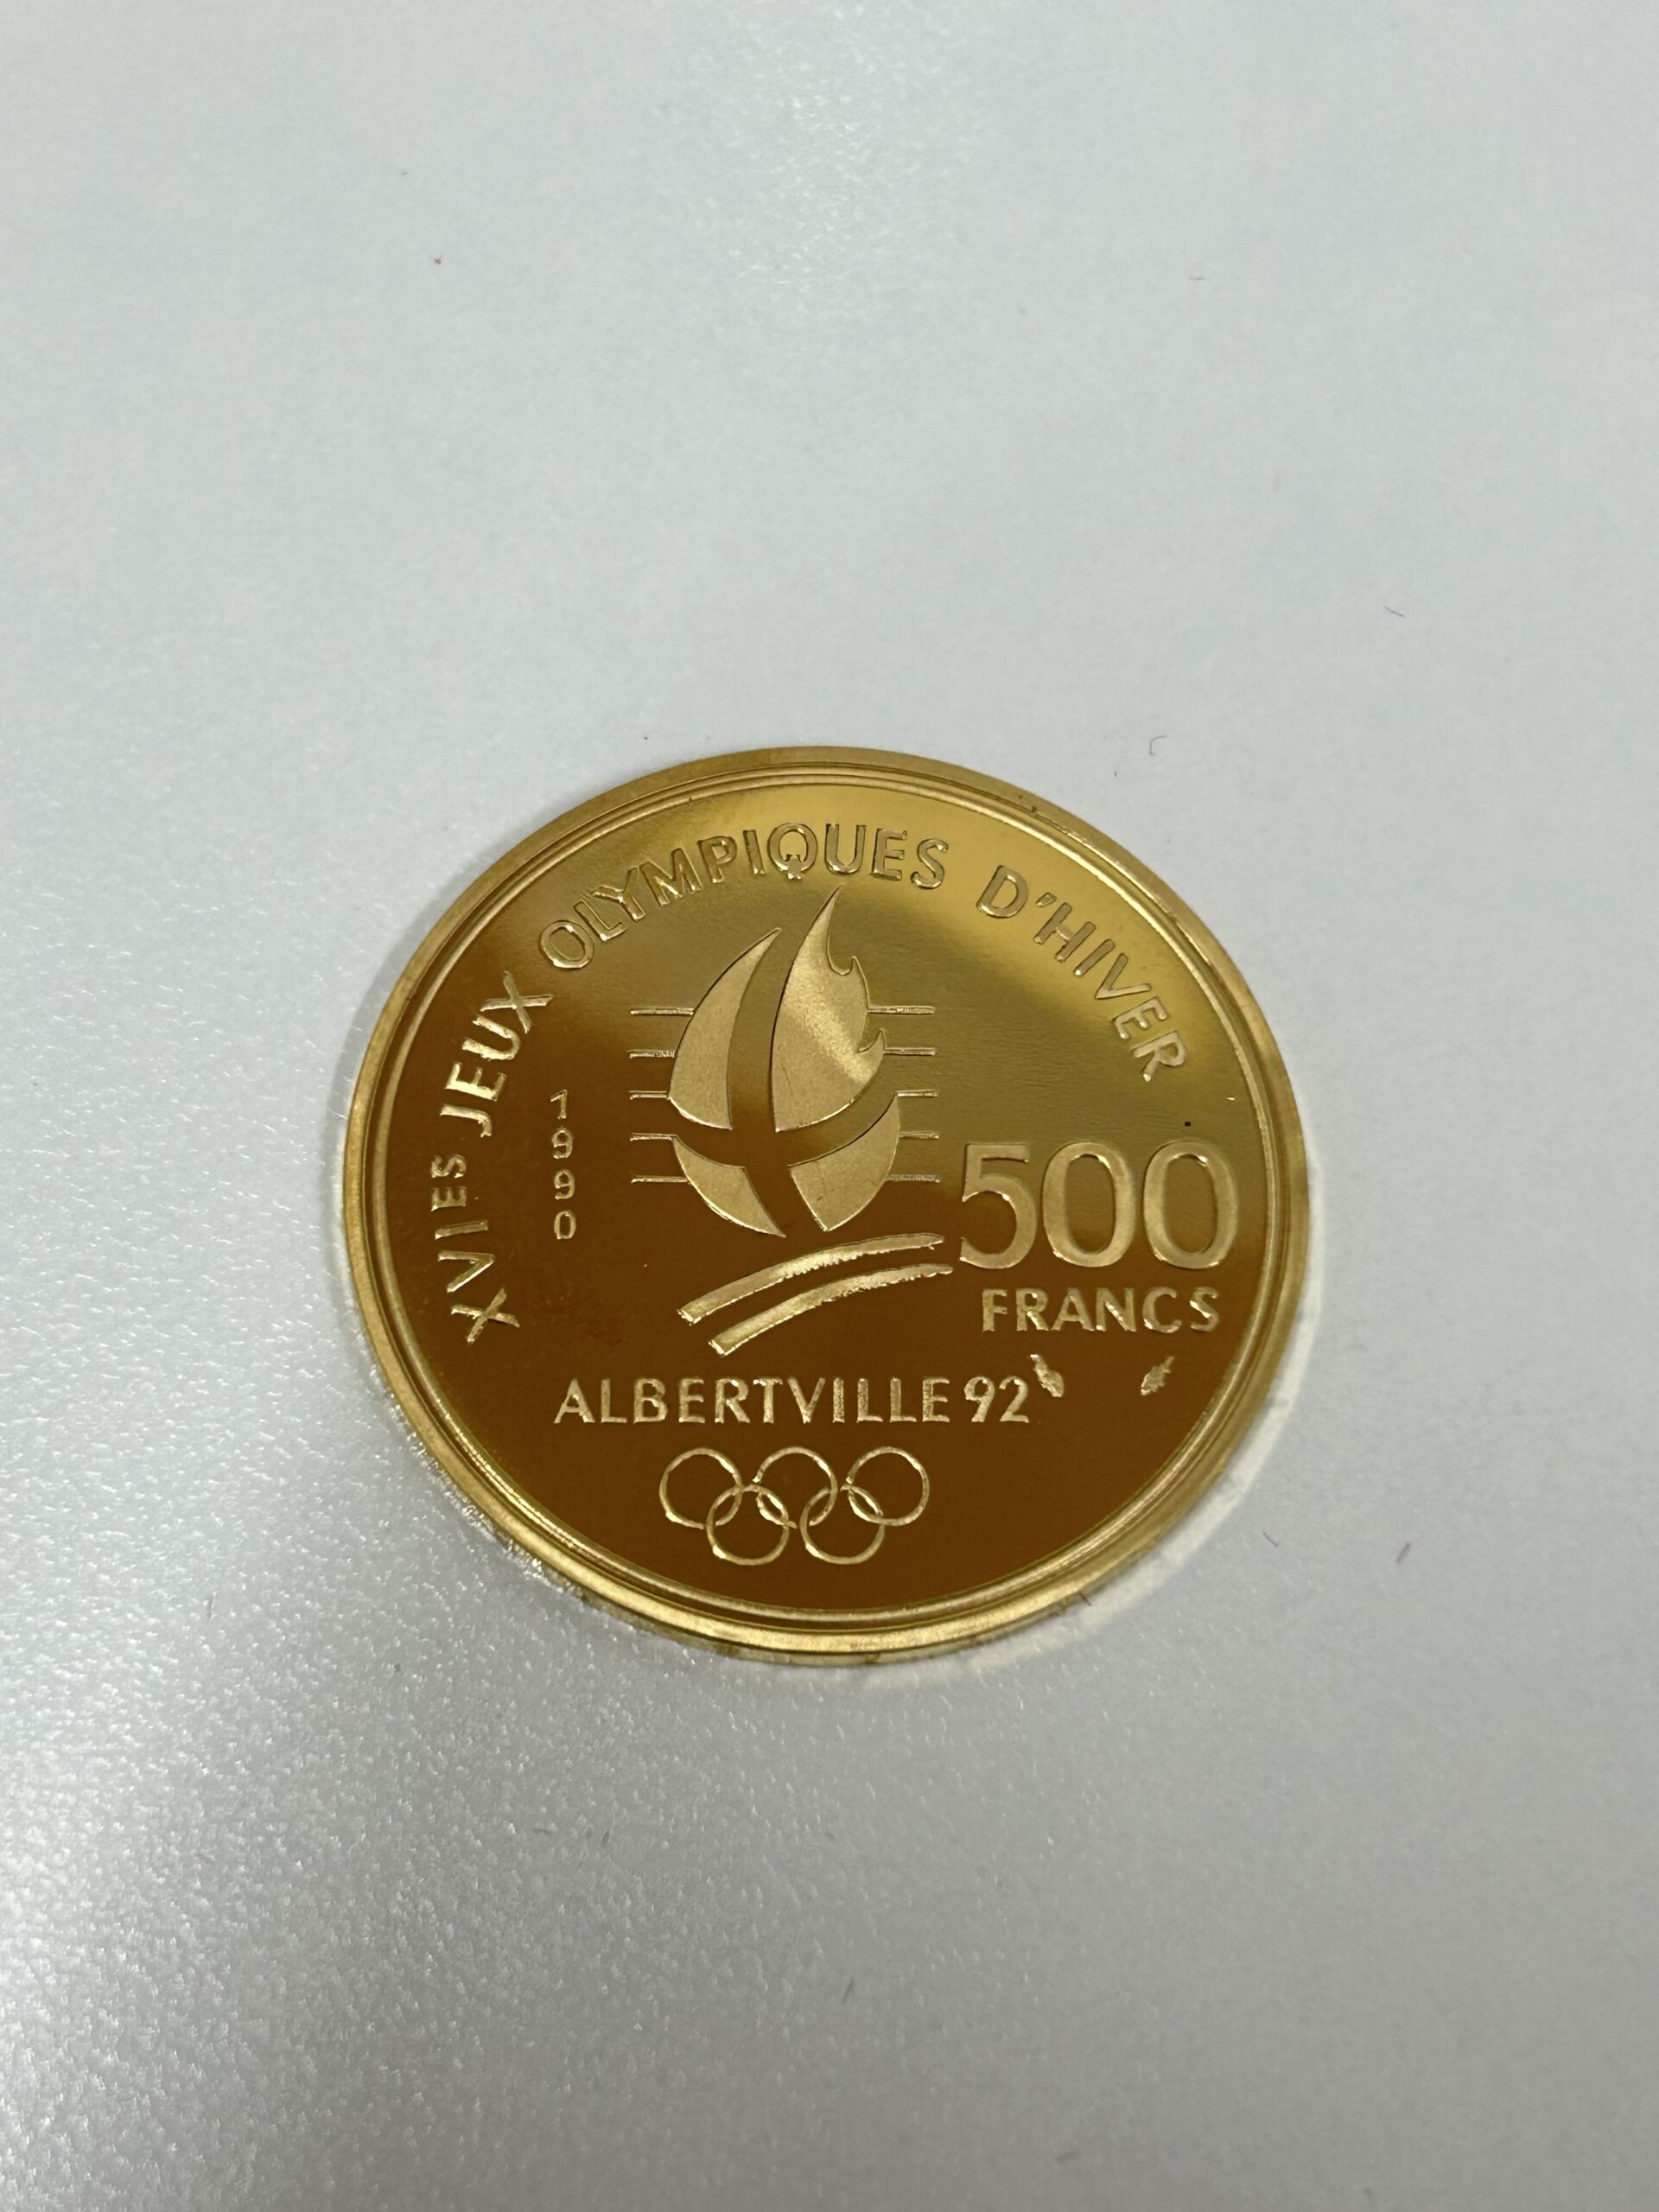 XVIES JEUX OLYMPIQUES D'HIVER
1990
500
FRANCS
ALBERTVILLE 92